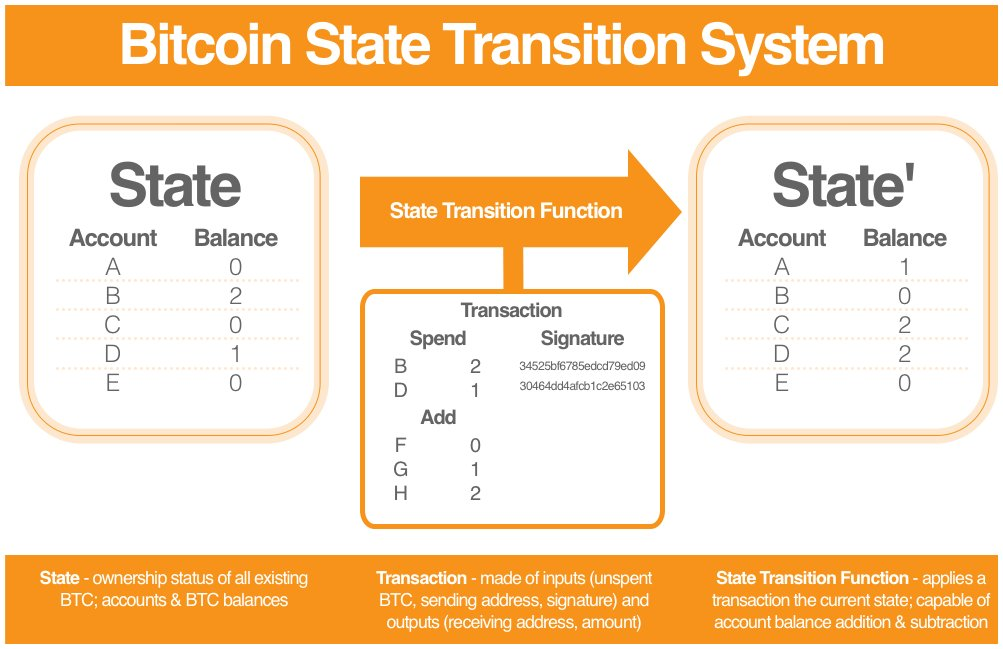 Bitcoin State Transition System
State
Account Balance
A 0
B 2
C 0
D 1
E 0
State Transition Function
Transaction
Spend Signature
B 2 34525bf6785edcd79ed09
D 1 30464dd4afcb1c2e65103
Add
F 0
G 1
H 2
State'
Account Balance
A 1
B 0
C 2
D 2
E 0
State - ownership status of all existing
BTC; accounts & BTC balances
Transaction - made of inputs (unspent
BTC, sending address, signature) and
outputs (receiving address, amount)
State Transition Function - applies a
transaction the current state; capable of
account balance addition & subtraction